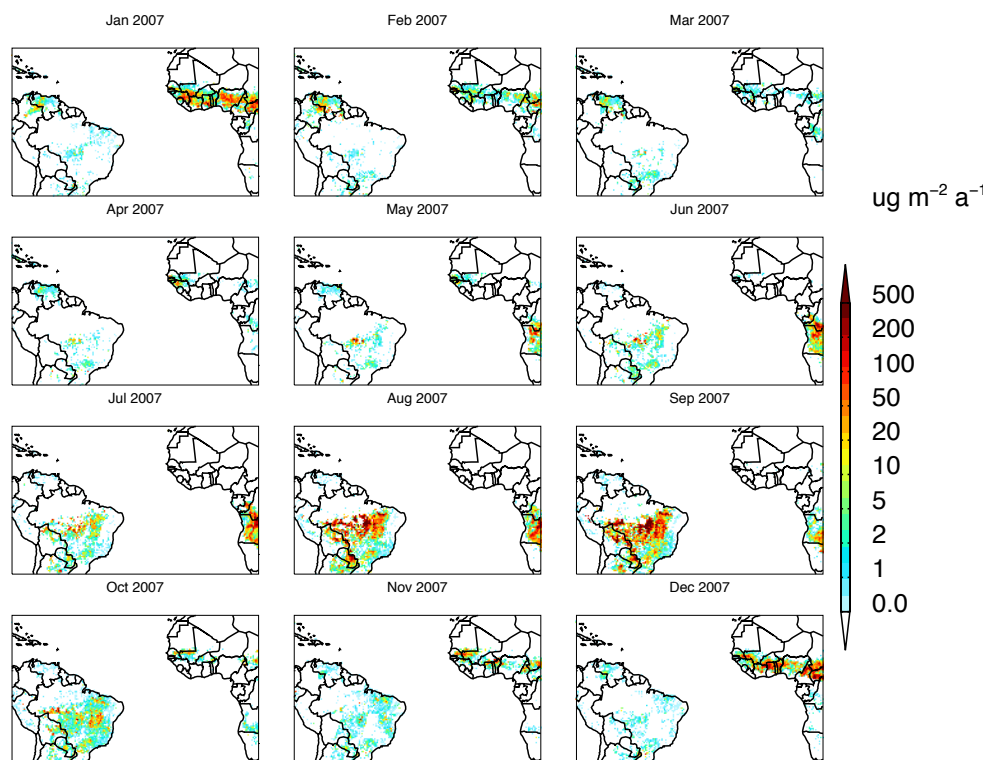 Jan 2007
Feb 2007
Mar 2007
Apr 2007
May 2007
Jun 2007
Jul 2007
Aug 2007
Sep 2007
Oct 2007
Nov 2007
Dec 2007
ug m⁻² a⁻¹
500
200
100
50
20
10
5
2
1
0.0